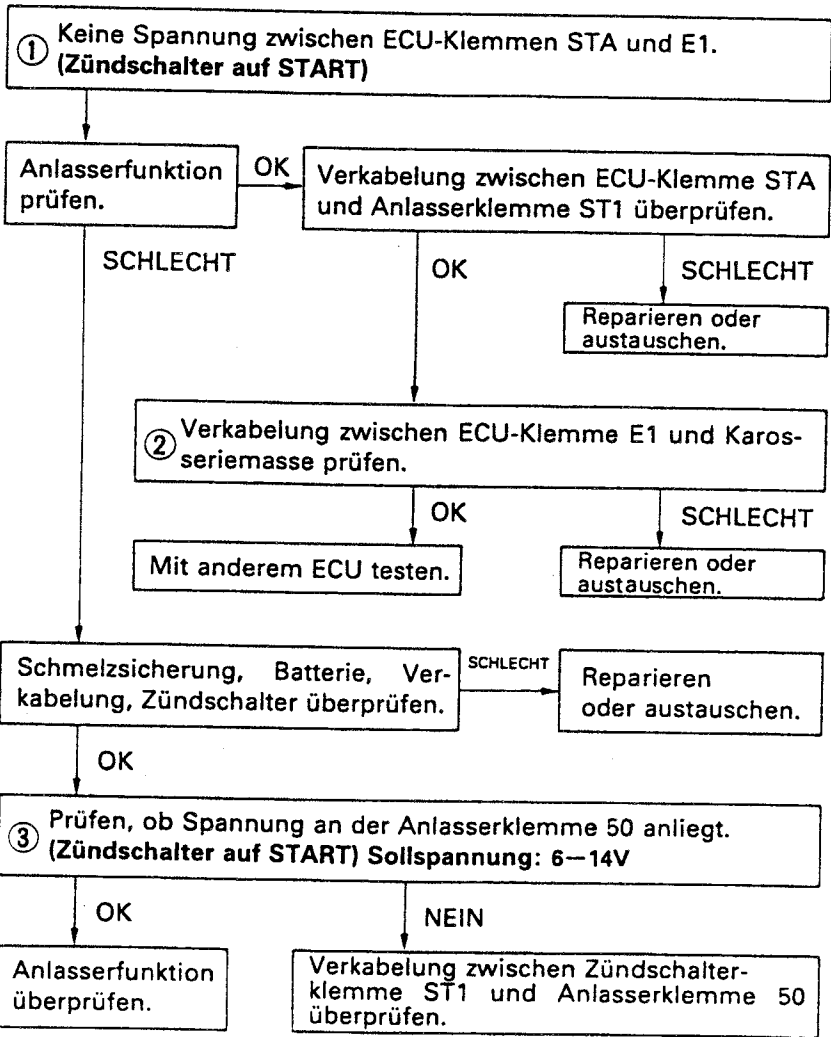 ① Keine Spannung zwischen ECU-Klemmen STA und E1.
(Zündschalter auf START)
Anlasserfunktion
prüfen.
OK
Verkabelung zwischen ECU-Klemme STA
und Anlasserklemme ST1 überprüfen.
SCHLECHT
OK
SCHLECHT
Reparieren oder
austauschen.
② Verkabelung zwischen ECU-Klemme E1 und Karos-
seriemasse prüfen.
OK
SCHLECHT
Mit anderem ECU testen.
Reparieren oder
austauschen.
Schmelzsicherung, Batterie, Ver-
kabelung, Zündschalter überprüfen.
SCHLECHT
Reparieren
oder austauschen.
OK
③ Prüfen, ob Spannung an der Anlasserklemme 50 anliegt.
(Zündschalter auf START) Sollspannung: 6—14V
OK
NEIN
Anlasserfunktion
überprüfen.
Verkabelung zwischen Zündschalter-
klemme ST1 und Anlasserklemme 50
überprüfen.